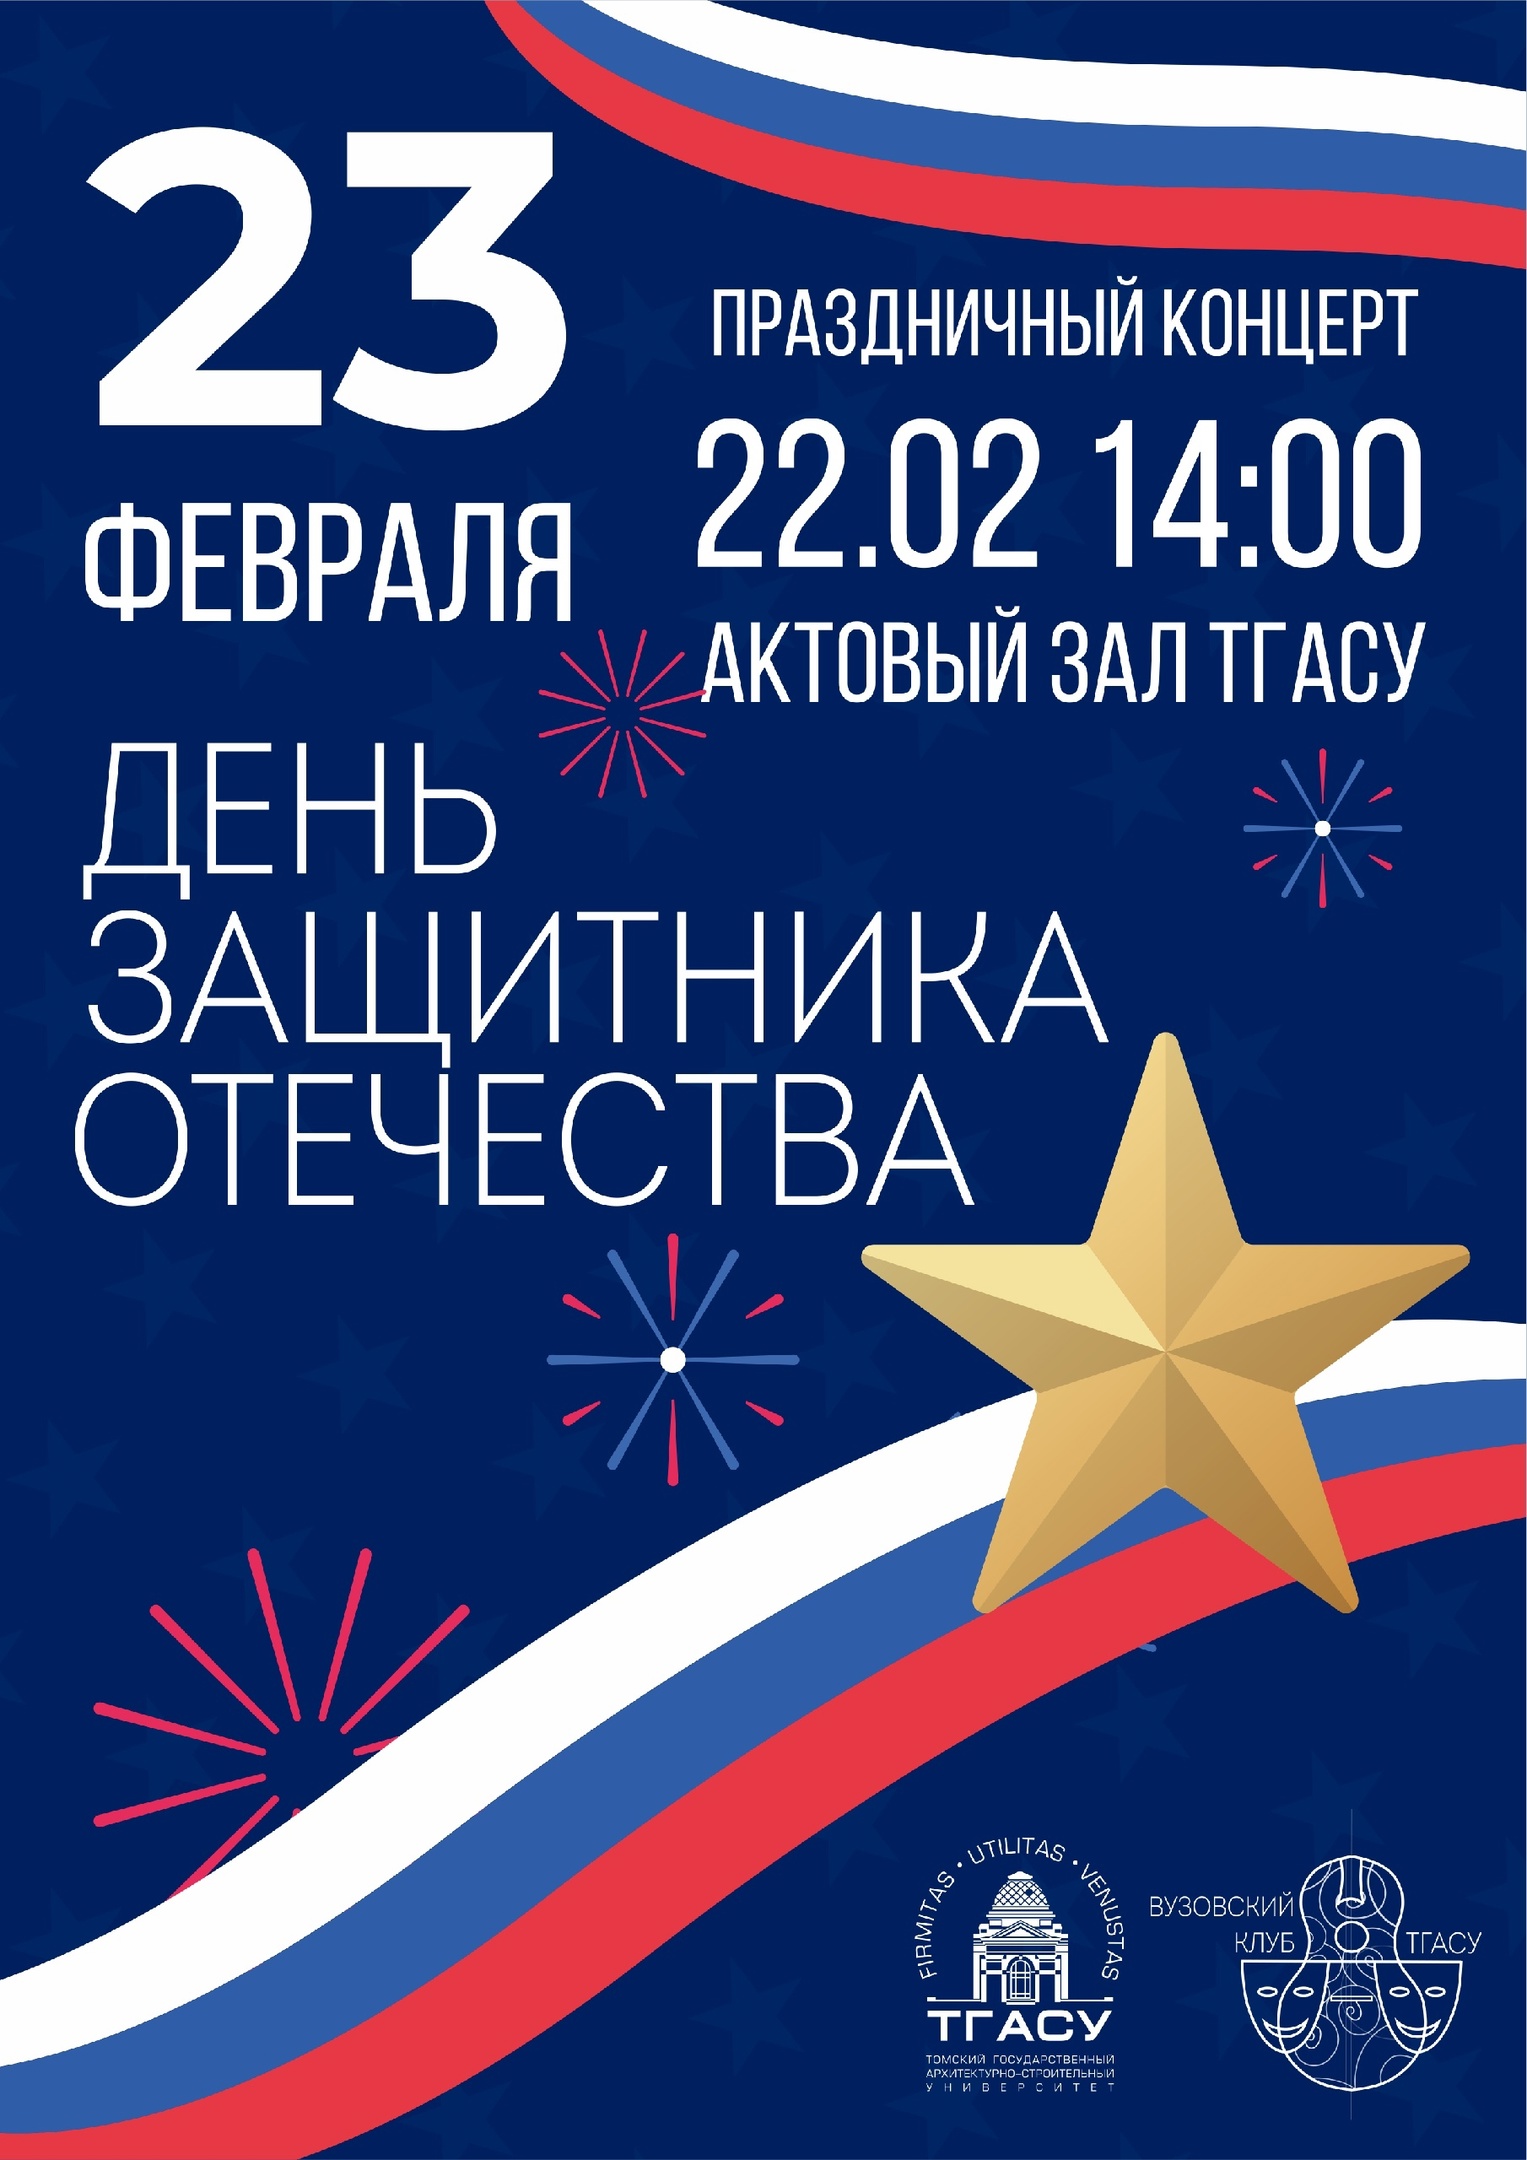 23
ФЕВРАЛЯ
ПРАЗДНИЧНЫЙ КОНЦЕРТ
22.02 14:00
АКТОВЫЙ ЗАЛ ТГАСУ
ДЕНЬ
ЗАЩИТНИКА
ОТЕЧЕСТВА
FIRMITAS • UTILITAS • VENUSTAS
ТГАСУ
ТОМСКИЙ ГОСУДАРСТВЕННЫЙ
АРХИТЕКТУРНО-СТРОИТЕЛЬНЫЙ
УНИВЕРСИТЕТ
ВУЗОВСКИЙ
КЛУБ ТГАСУ